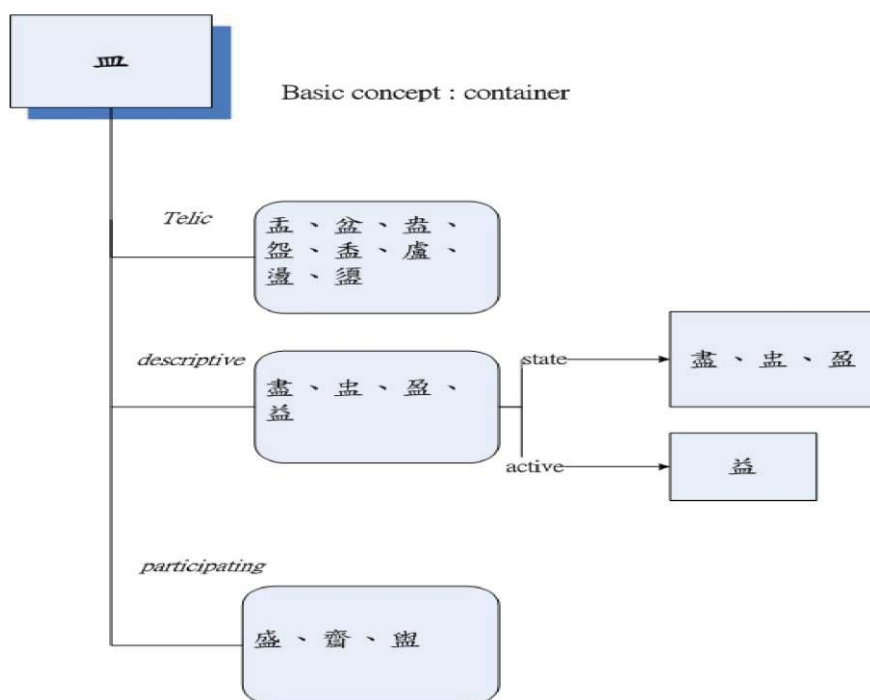 皿
Basic concept : container
Telic
盂、盆、盎、
盌、盉、盧、
盪、盨
descriptive
盡、盅、盈、
益
state
盡、盅、盈
active
益
participating
盛、齍、盥